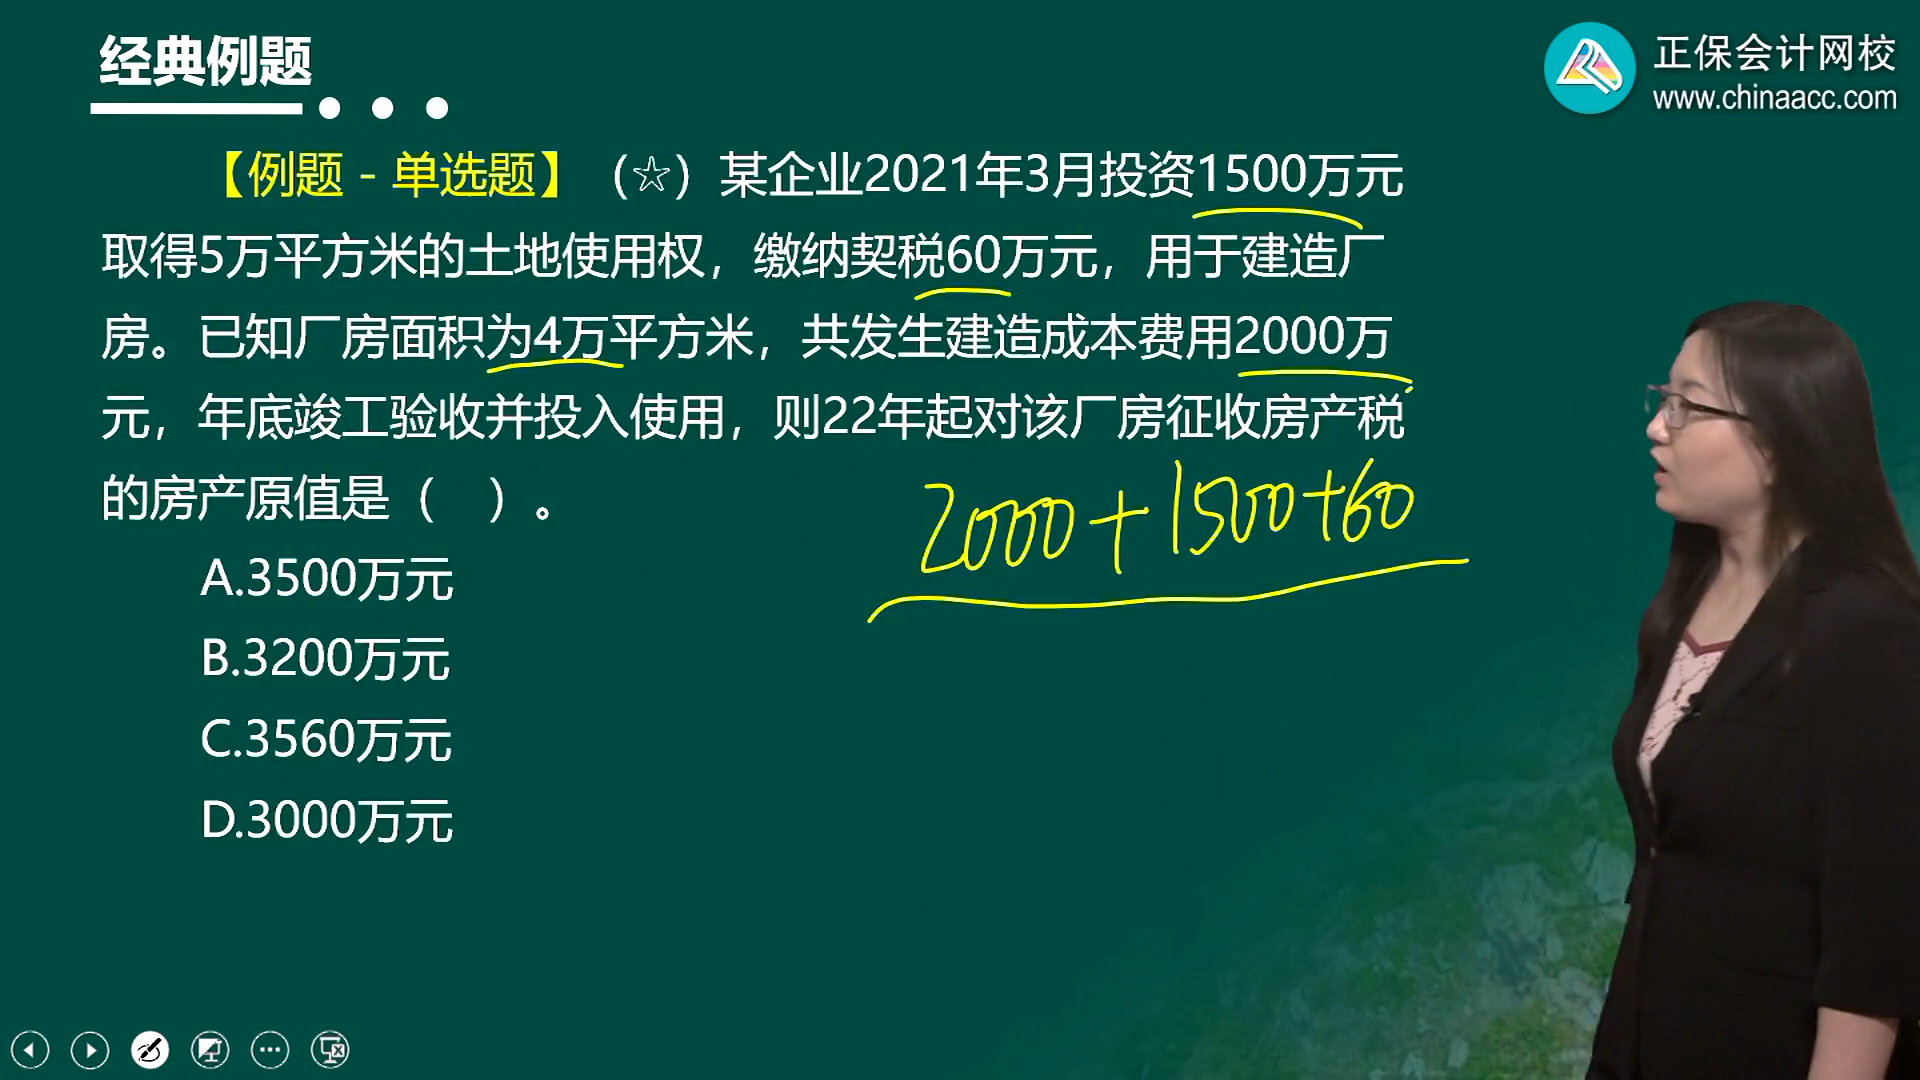 经典例题
正保会计网校
www.chinaacc.com
【例题-单选题】（☆）某企业2021年3月投资1500万元
取得5万平方米的土地使用权，缴纳契税60万元，用于建造厂
房。已知厂房面积为4万平方米，共发生建造成本费用2000万
元，年底竣工验收并投入使用，则22年起对该厂房征收房产税
的房产原值是（ ）。
2000+1500+60
A.3500万元
B.3200万元
C.3560万元
D.3000万元